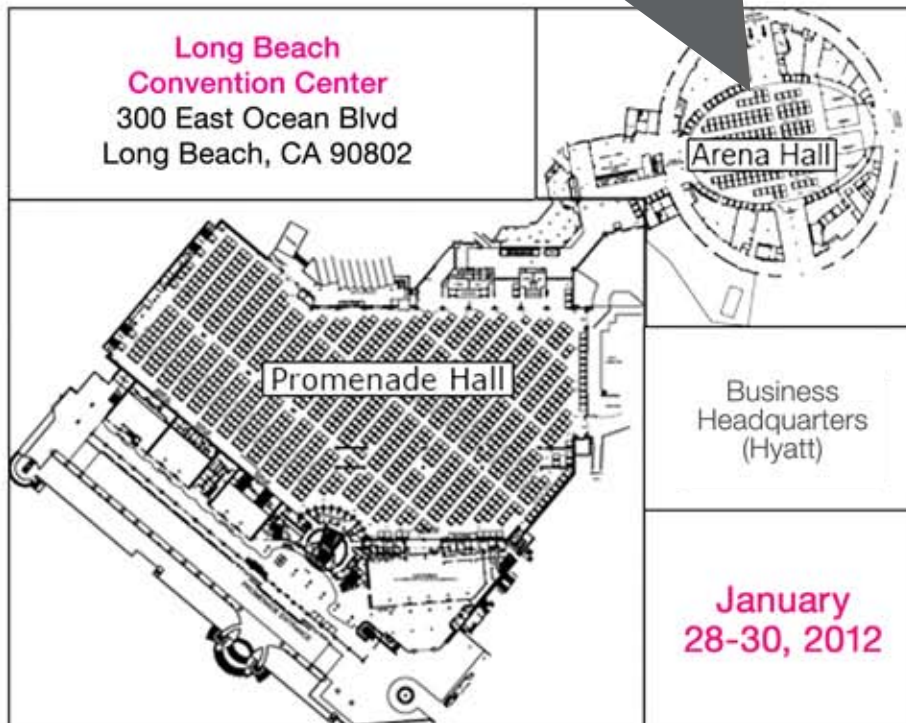 Long Beach
Convention Center
300 East Ocean Blvd
Long Beach, CA 90802
Arena Hall
Promenade Hall
Business
Headquarters
(Hyatt)
January
28-30, 2012